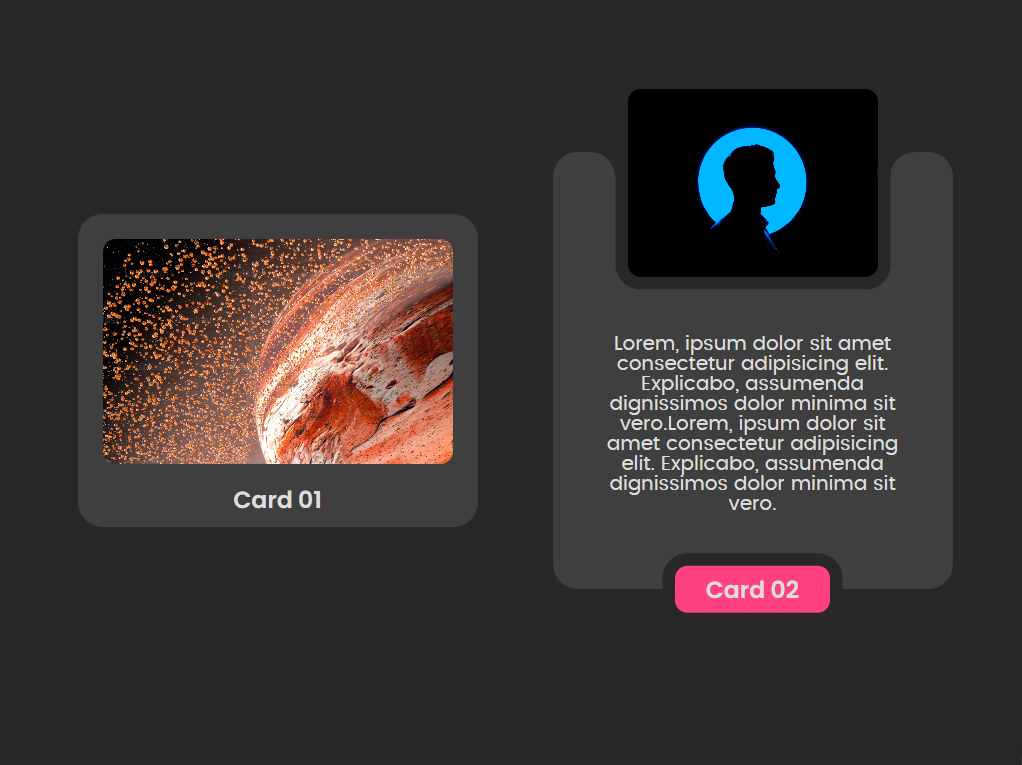 Card 01
Lorem, ipsum dolor sit amet
consectetur adipisicing elit.
Explicabo, assumenda
dignissimos dolor minima sit
vero.Lorem, ipsum dolor sit
amet consectetur adipisicing
elit. Explicabo, assumenda
dignissimos dolor minima sit
vero.
Card 02